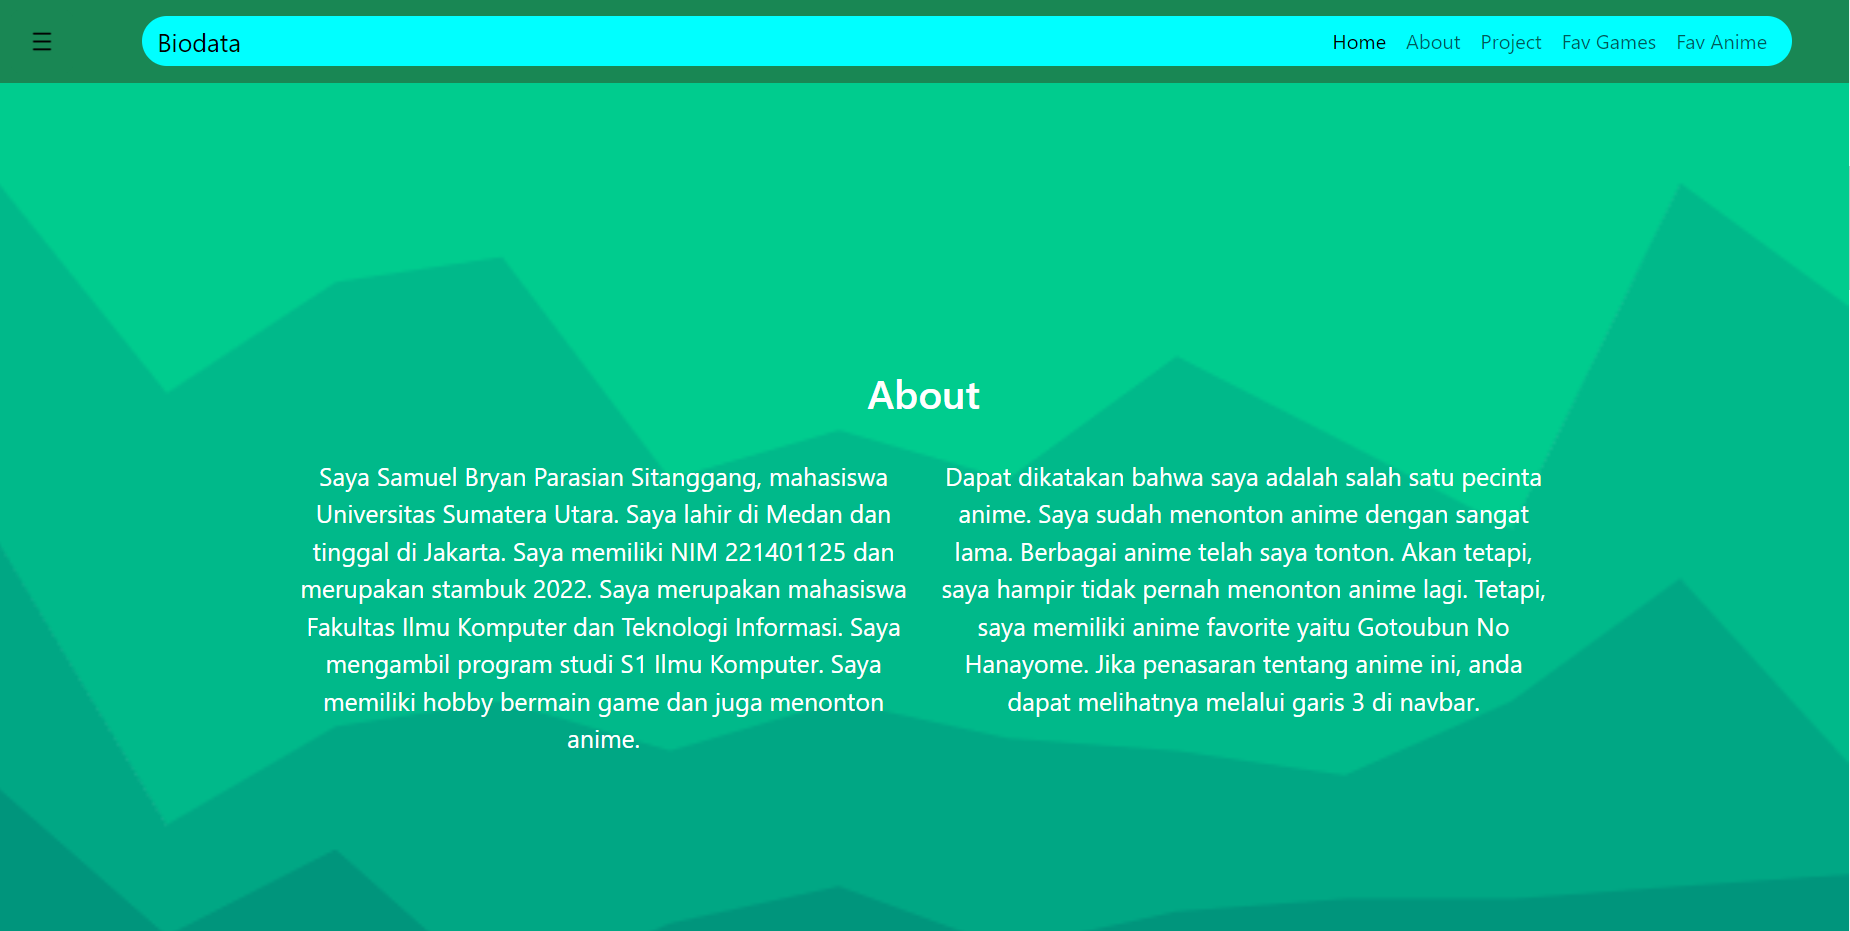 Biodata
Home About Project Fav Games Fav Anime
About
Saya Samuel Bryan Parasian Sitanggang, mahasiswa
Universitas Sumatera Utara. Saya lahir di Medan dan
tinggal di Jakarta. Saya memiliki NIM 221401125 dan
merupakan stambuk 2022. Saya merupakan mahasiswa
Fakultas Ilmu Komputer dan Teknologi Informasi. Saya
mengambil program studi S1 Ilmu Komputer. Saya
memiliki hobby bermain game dan juga menonton
anime.
Dapat dikatakan bahwa saya adalah salah satu pecinta
anime. Saya sudah menonton anime dengan sangat
lama. Berbagai anime telah saya tonton. Akan tetapi,
saya hampir tidak pernah menonton anime lagi. Tetapi,
saya memiliki anime favorite yaitu Gotoubun No
Hanayome. Jika penasaran tentang anime ini, anda
dapat melihatnya melalui garis 3 di navbar.